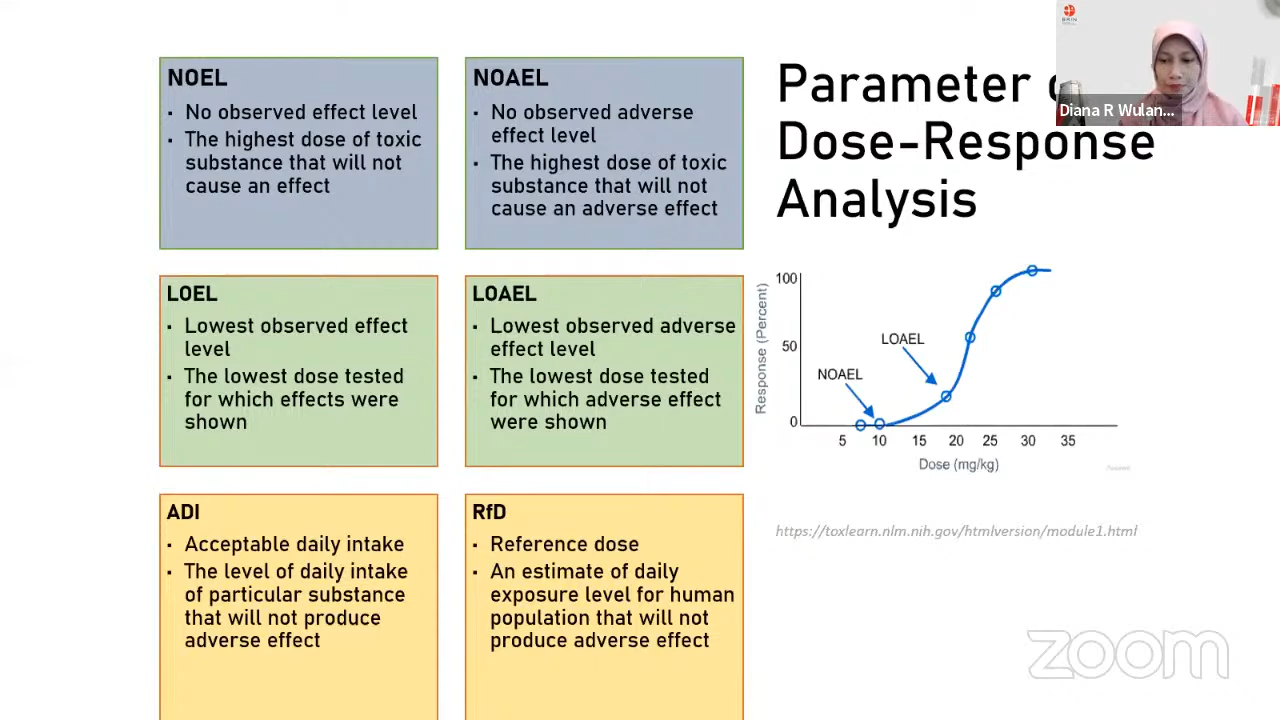 NOEL
▪ No observed effect level
▪ The highest dose of toxic
substance that will not
cause an effect
NOAEL
▪ No observed adverse
effect level
▪ The highest dose of toxic
substance that will not
cause an adverse effect
LOEL
▪ Lowest observed effect
level
▪ The lowest dose tested
for which effects were
shown
LOAEL
▪ Lowest observed adverse
effect level
▪ The lowest dose tested
for which adverse effect
were shown
ADI
▪ Acceptable daily intake
▪ The level of daily intake
of particular substance
that will not produce
adverse effect
RfD
▪ Reference dose
▪ An estimate of daily
exposure level for human
population that will not
produce adverse effect
Parameter
Dose-Response
Analysis
BRIN
Diana R Wulan...
Response (Percent)
100
50
0
LOAEL
NOAEL
5 10 15 20 25 30 35
Dose (mg/kg)
https://toxlearn.nlm.nih.gov/htmlversion/module1.html
zoom